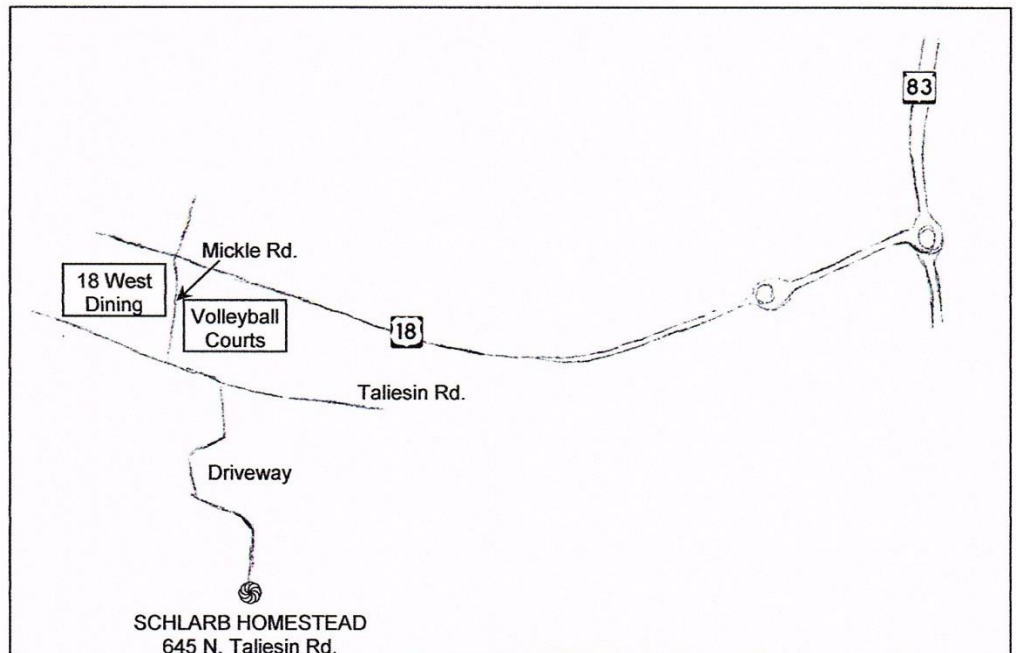 83
Mickle Rd.
18 West
Dining
Volleyball
Courts
18
Taliesin Rd.
Driveway
SCHLARB HOMESTEAD
645 N. Taliesin Rd.